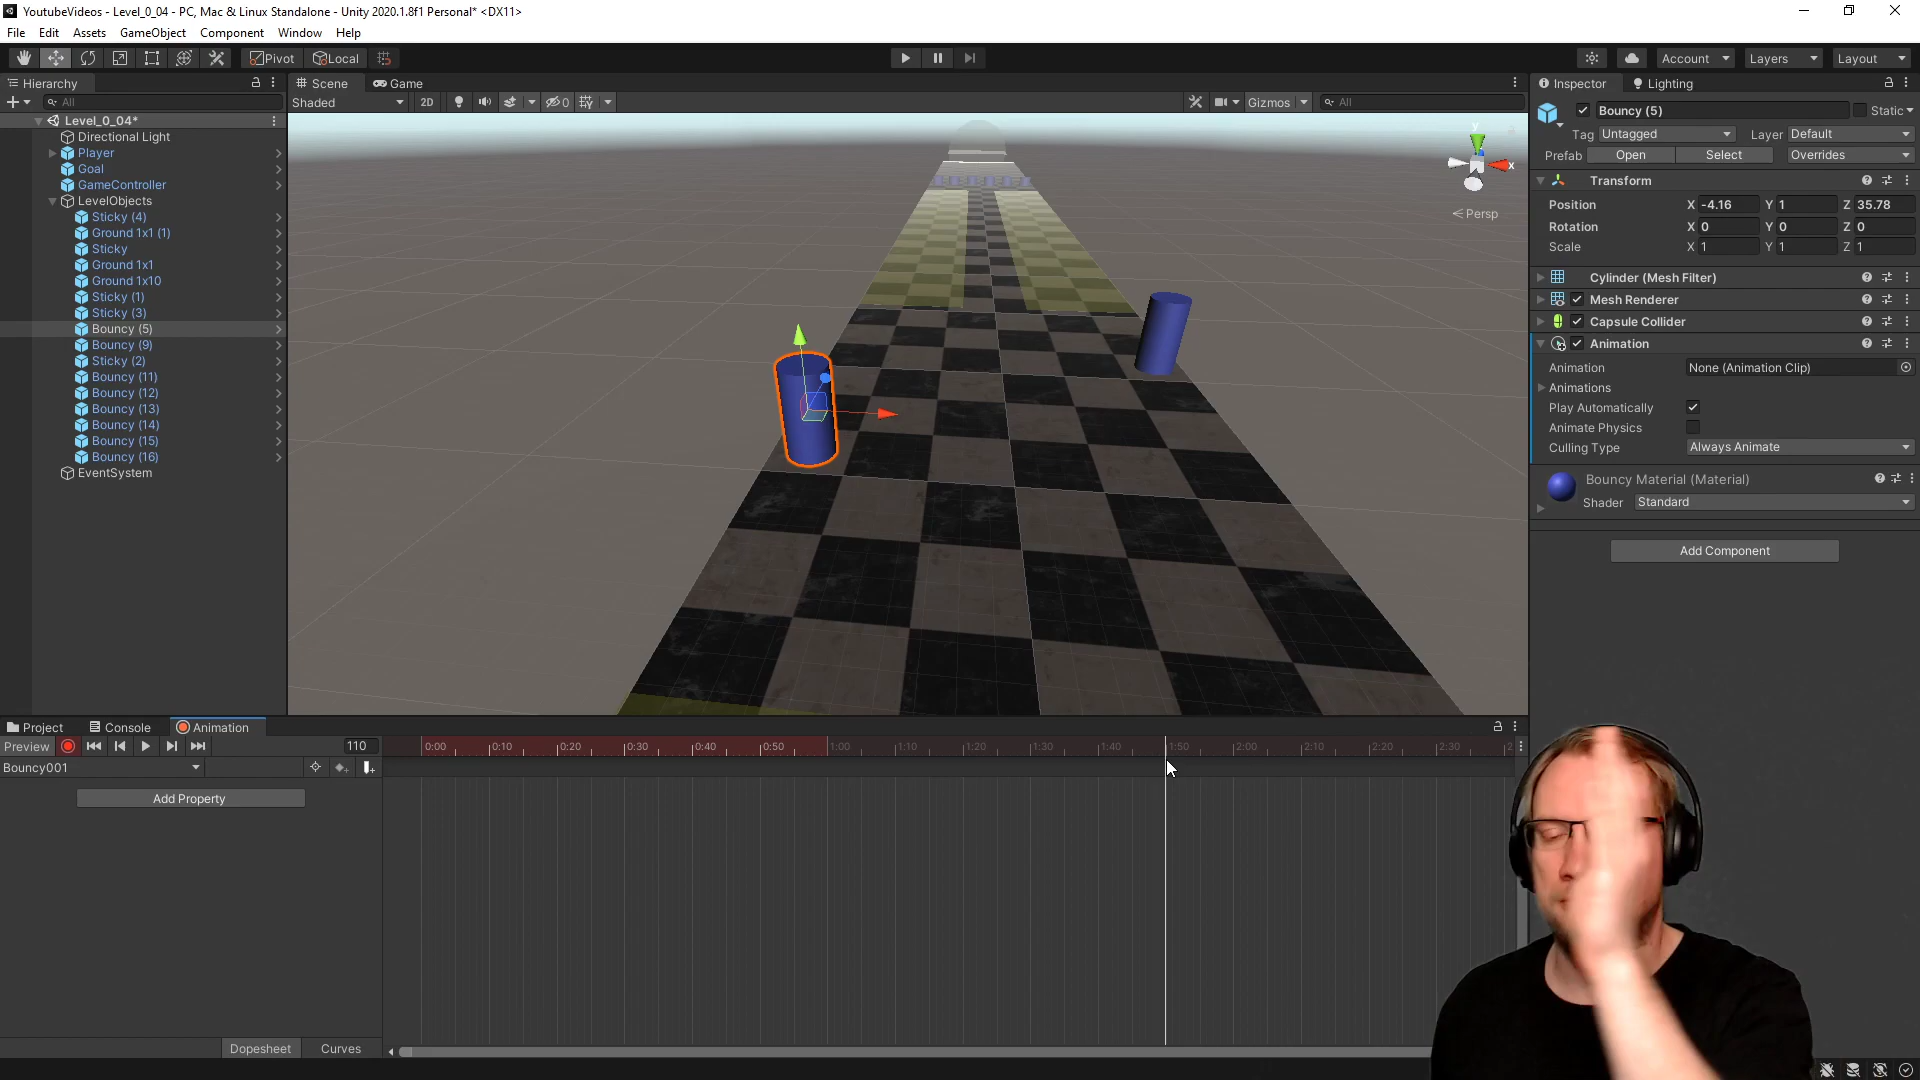 YoutubeVideos - Level_0_04 - PC, Mac & Linux Standalone - Unity 2020.1.8f1 Personal* <DX11>
File Edit Assets GameObject Component Window Help
Pivot Local Account Layers Layout
Hierarchy
Scene Game
Inspector Lighting
All
Shaded 2D 0 Gizmos All
Bouncy (5) Static
Tag Untagged Layer Default
Prefab Open Select Overrides
Transform
Position X -4.16 Y 1 Z 35.78
Rotation X 0 Y 0 Z 0
Scale X 1 Y 1 Z 1
Cylinder (Mesh Filter)
Mesh Renderer
Capsule Collider
Animation
Animation None (Animation Clip)
Animations
Play Automatically
Animate Physics
Culling Type Always Animate
Bouncy Material (Material)
Shader Standard
Add Component
Level_0_04*
Directional Light
Player
Goal
GameController
LevelObjects
Sticky (4)
Ground 1x1 (1)
Sticky
Ground 1x1
Ground 1x10
Sticky (1)
Sticky (3)
Bouncy (5)
Bouncy (9)
Sticky (2)
Bouncy (11)
Bouncy (12)
Bouncy (13)
Bouncy (14)
Bouncy (15)
Bouncy (16)
EventSystem
y
x
< Persp
Project Console Animation
Preview 110 0:00 0:10 0:20 0:30 0:40 0:50 1:00 1:10 1:20 1:30 1:40 1:50 2:00 2:10 2:20 2:30
Bouncy001
Add Property
Dopesheet Curves